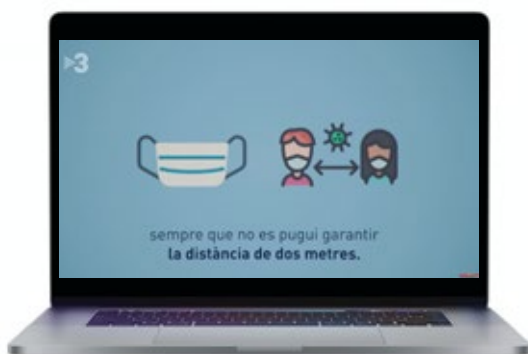 3
sempre que no es pugui garantir
la distància de dos metres.